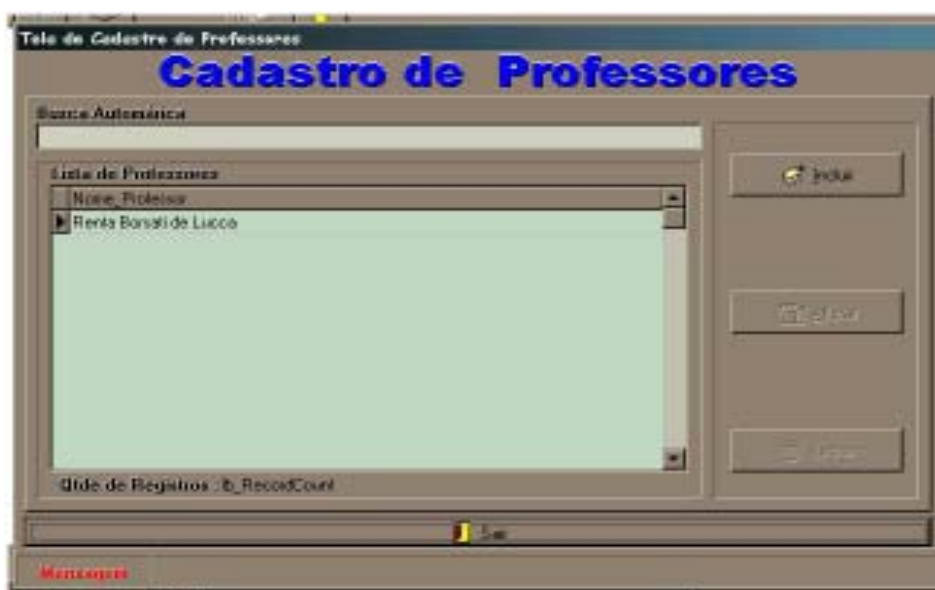 Tela de Cadastro de Professores
Cadastro de Professores
Busca Automática
Lista de Professores
Nome_Professor
Renta Borsati de Lucca
Incluir
Qtde de Registros : lb_RecordCount
Sair
Mensagem